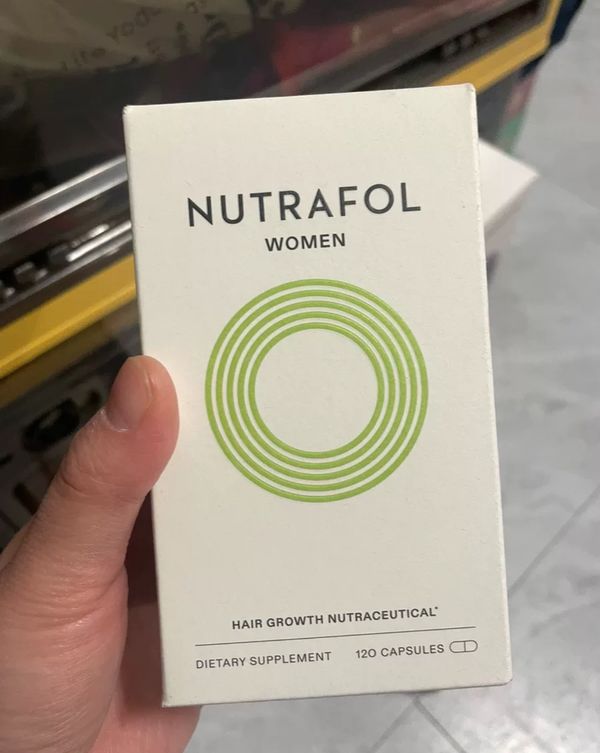 NUTRAFOL
WOMEN
HAIR GROWTH NUTRACEUTICAL*
DIETARY SUPPLEMENT 120 CAPSULES